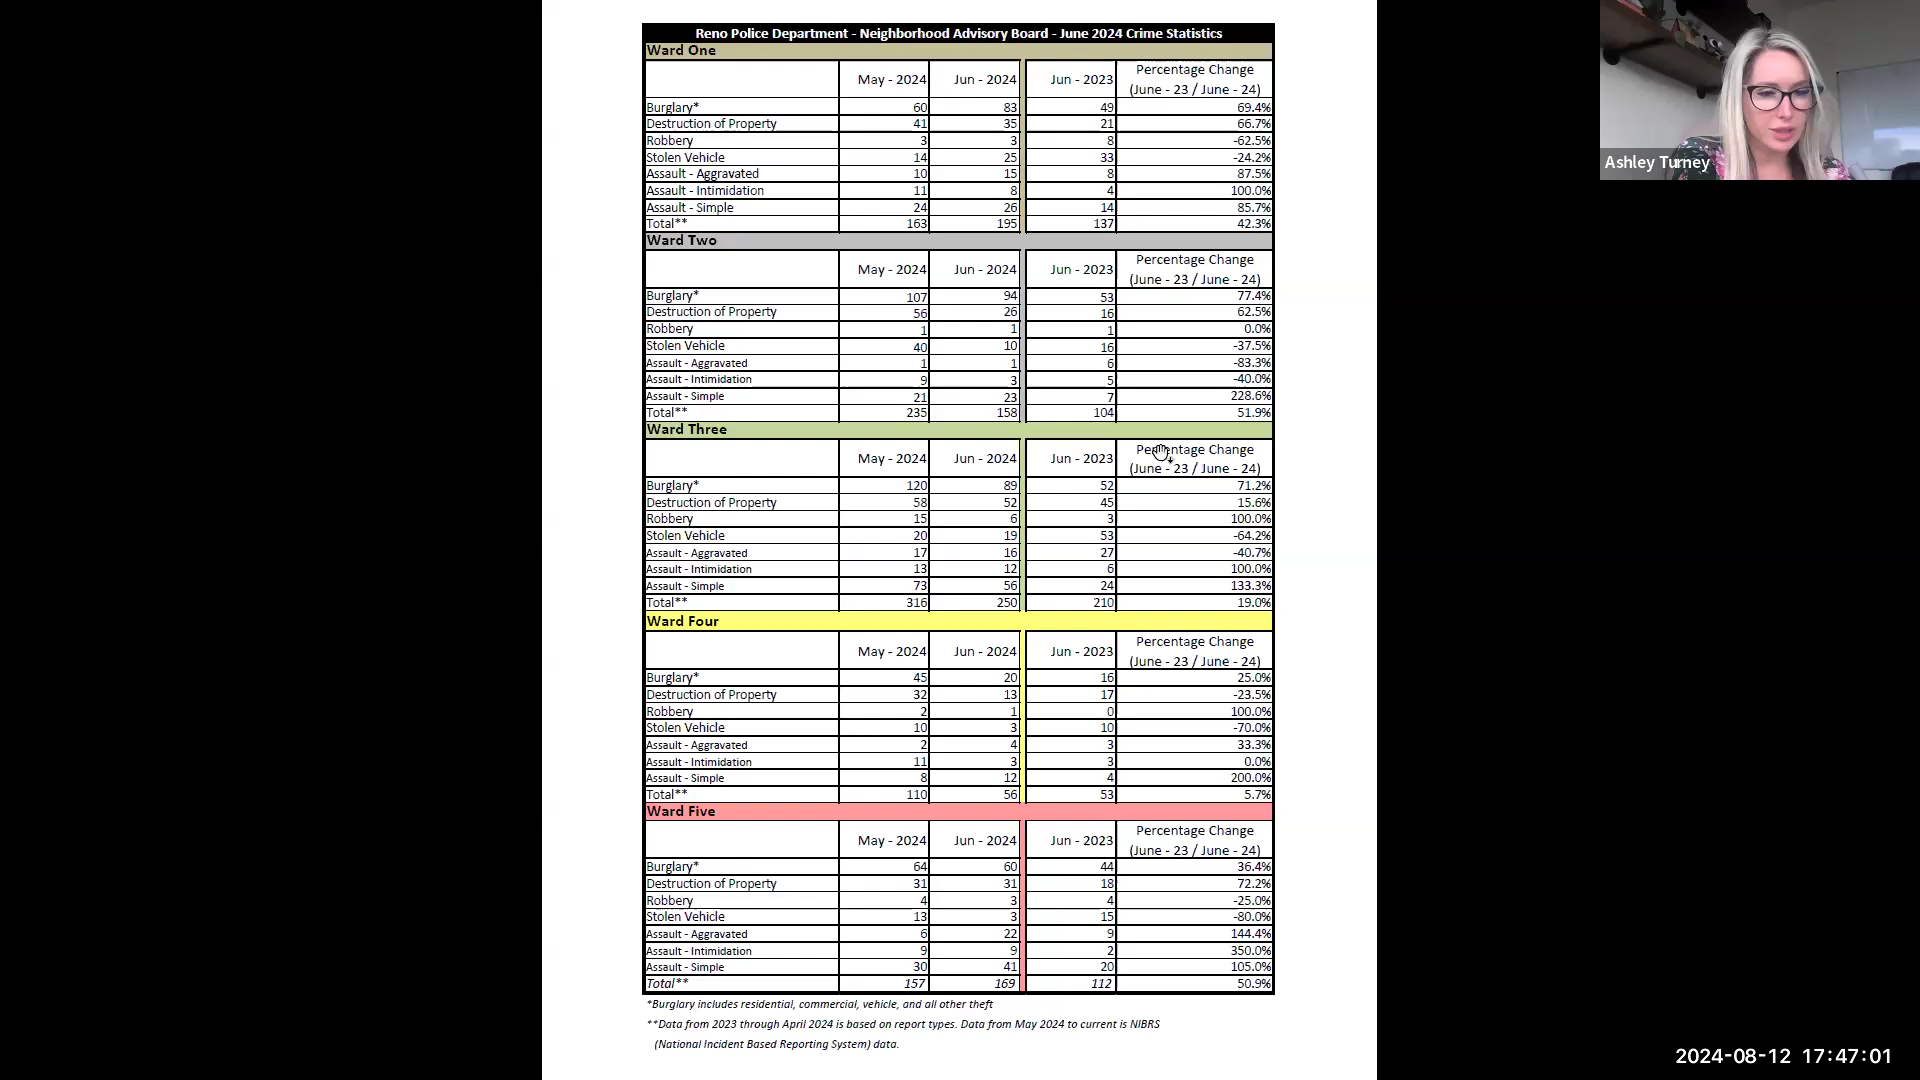 Reno Police Department - Neighborhood Advisory Board - June 2024 Crime Statistics
Ward One
May - 2024 Jun - 2024 Jun - 2023 Percentage Change (June - 23 / June - 24)
Burglary* 60 83 49 69.4%
Destruction of Property 41 35 21 66.7%
Robbery 3 3 8 -62.5%
Stolen Vehicle 14 25 33 -24.2%
Assault - Aggravated 10 15 8 87.5%
Assault - Intimidation 11 8 4 100.0%
Assault - Simple 24 26 14 85.7%
Total** 163 195 137 42.3%
Ward Two
May - 2024 Jun - 2024 Jun - 2023 Percentage Change (June - 23 / June - 24)
Burglary* 107 94 53 77.4%
Destruction of Property 56 26 16 62.5%
Robbery 1 1 1 0.0%
Stolen Vehicle 40 10 16 -37.5%
Assault - Aggravated 1 1 6 -83.3%
Assault - Intimidation 9 3 5 -40.0%
Assault - Simple 21 23 7 228.6%
Total** 235 158 104 51.9%
Ward Three
May - 2024 Jun - 2024 Jun - 2023 Percentage Change (June - 23 / June - 24)
Burglary* 120 89 52 71.2%
Destruction of Property 58 52 45 15.6%
Robbery 15 6 3 100.0%
Stolen Vehicle 20 19 53 -64.2%
Assault - Aggravated 17 16 27 -40.7%
Assault - Intimidation 13 12 6 100.0%
Assault - Simple 73 56 24 133.3%
Total** 316 250 210 19.0%
Ward Four
May - 2024 Jun - 2024 Jun - 2023 Percentage Change (June - 23 / June - 24)
Burglary* 45 20 16 25.0%
Destruction of Property 32 13 17 -23.5%
Robbery 2 1 0 100.0%
Stolen Vehicle 10 3 10 -70.0%
Assault - Aggravated 2 4 3 33.3%
Assault - Intimidation 11 3 3 0.0%
Assault - Simple 8 12 4 200.0%
Total** 110 56 53 5.7%
Ward Five
May - 2024 Jun - 2024 Jun - 2023 Percentage Change (June - 23 / June - 24)
Burglary* 64 60 44 36.4%
Destruction of Property 31 31 18 72.2%
Robbery 4 3 4 -25.0%
Stolen Vehicle 13 3 15 -80.0%
Assault - Aggravated 6 22 9 144.4%
Assault - Intimidation 9 9 2 350.0%
Assault - Simple 30 41 20 105.0%
Total** 157 169 112 50.9%
*Burglary includes residential, commercial, vehicle, and all other theft
**Data from 2023 through April 2024 is based on report types. Data from May 2024 to current is NIBRS
(National Incident Based Reporting System) data.
Ashley Turney
2024-08-12 17:47:01